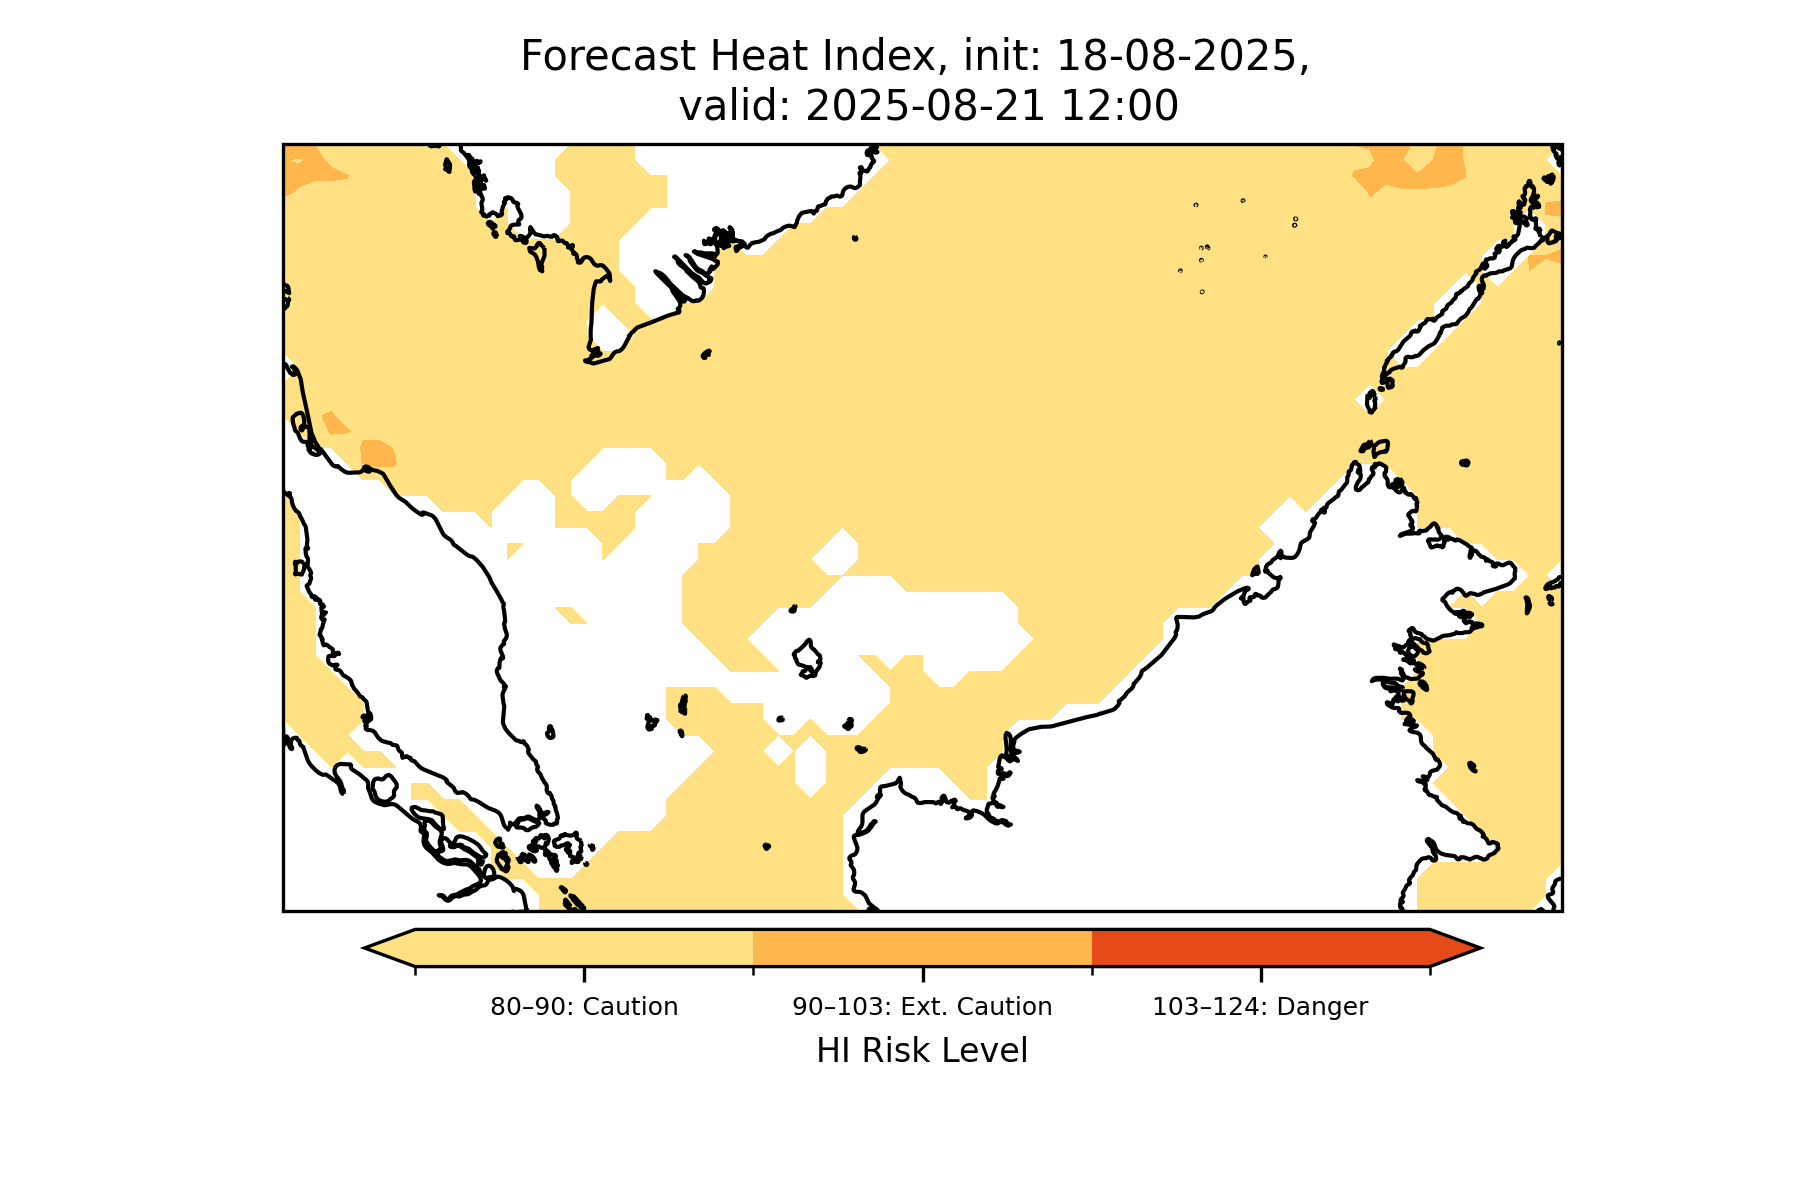 Forecast Heat Index, init: 18-08-2025,
valid: 2025-08-21 12:00
80–90: Caution
90–103: Ext. Caution
103–124: Danger
HI Risk Level